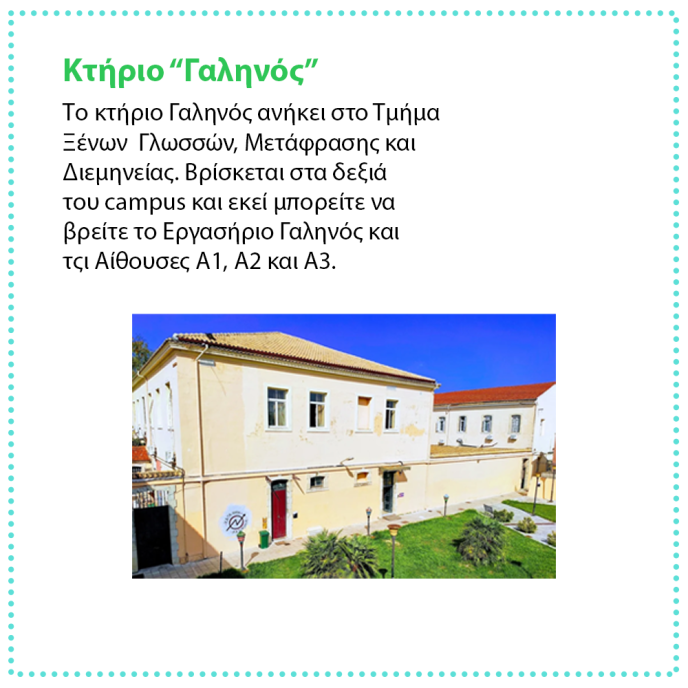 Κτήριο “Γαληνός”
Το κτήριο Γαληνός ανήκει στο Τμήμα
Ξένων  Γλωσσών, Μετάφρασης και
Διεμηνείας. Βρίσκεται στα δεξιά
του campus και εκεί μπορείτε να
βρείτε το Εργασήριο Γαληνός και
τςι Αίθουσες Α1, Α2 και Α3.